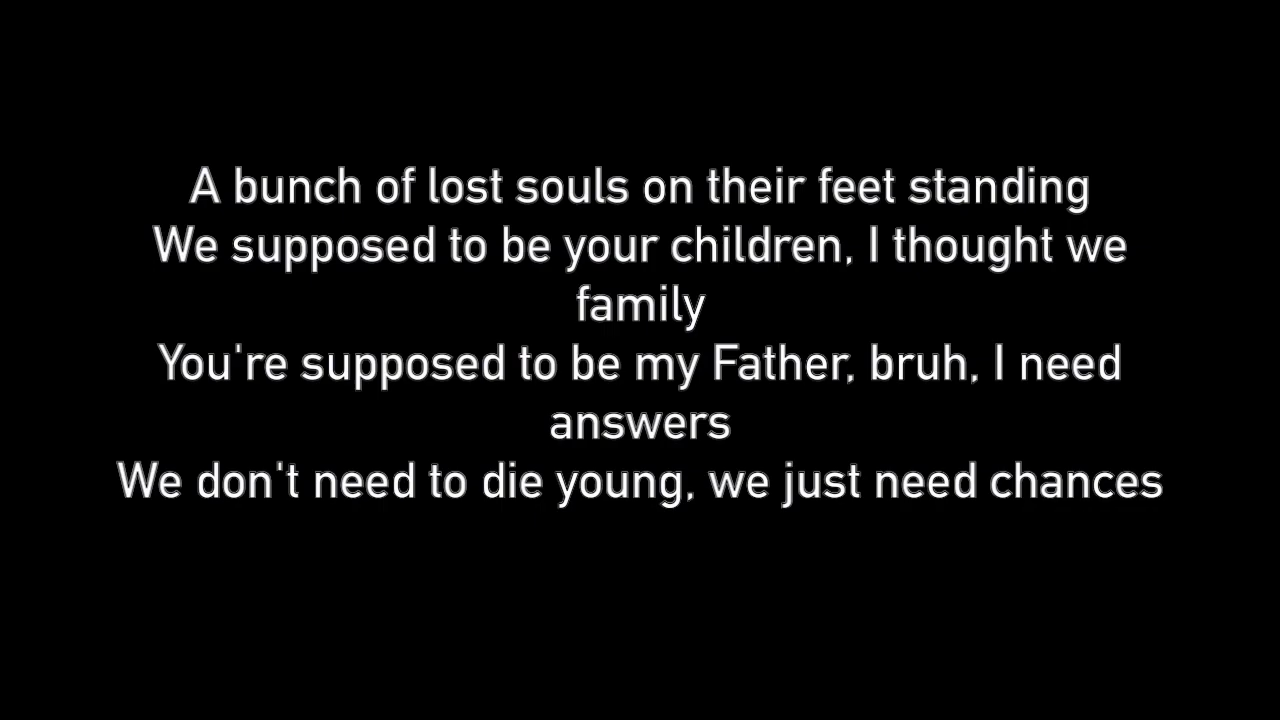 A bunch of lost souls on their feet standing
We supposed to be your children, I thought we
family
You're supposed to be my Father, bruh, I need
answers
We don't need to die young, we just need chances